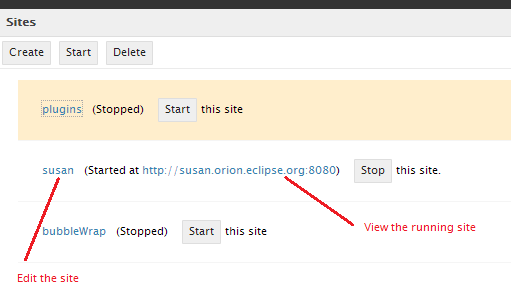 Sites
Create Start Delete
plugins (Stopped) Start this site
susan (Started at http://susan.orion.eclipse.org:8080) Stop this site.
bubbleWrap (Stopped) Start this site
View the running site
Edit the site